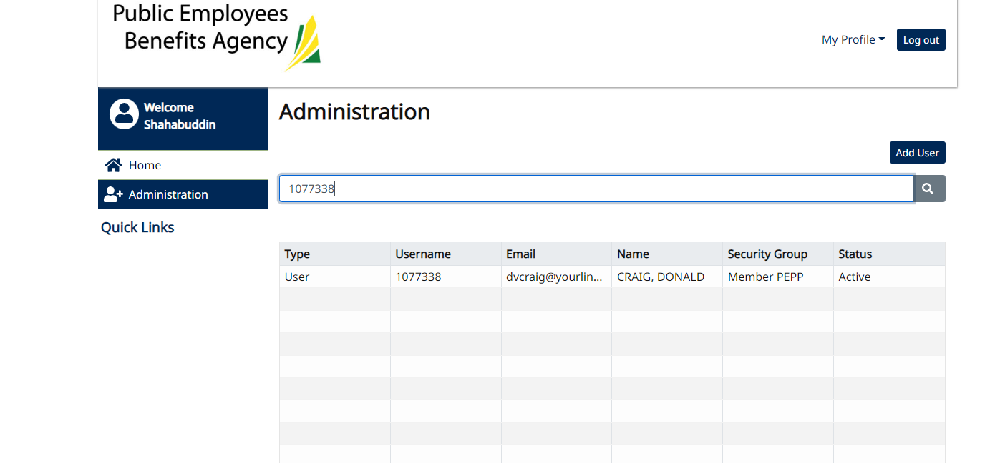 Public Employees
Benefits Agency
My Profile
Log out
Welcome
Shahabuddin
Administration
Home
Add User
Administration
1077338
Quick Links
Type Username Email Name Security Group Status
User 1077338 dvcraig@yourlin... CRAIG, DONALD Member PEPP Active